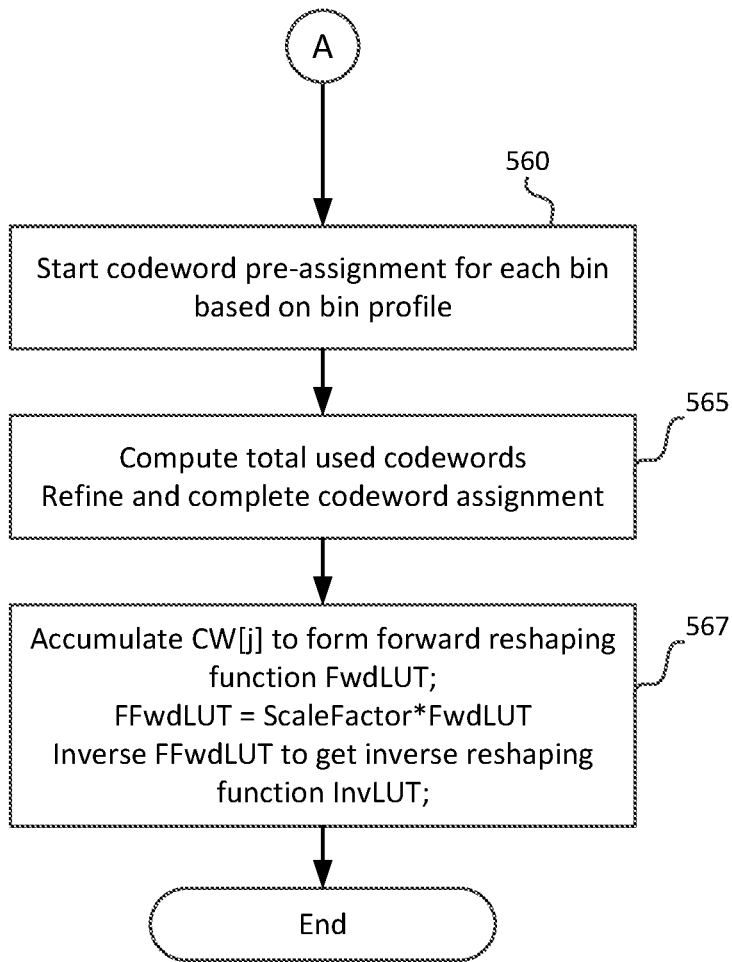 A
560
Start codeword pre-assignment for each bin
based on bin profile
565
Compute total used codewords
Refine and complete codeword assignment
567
Accumulate CW[j] to form forward reshaping
function FwdLUT;
FFwdLUT = ScaleFactor*FwdLUT
Inverse FFwdLUT to get inverse reshaping
function InvLUT;
End